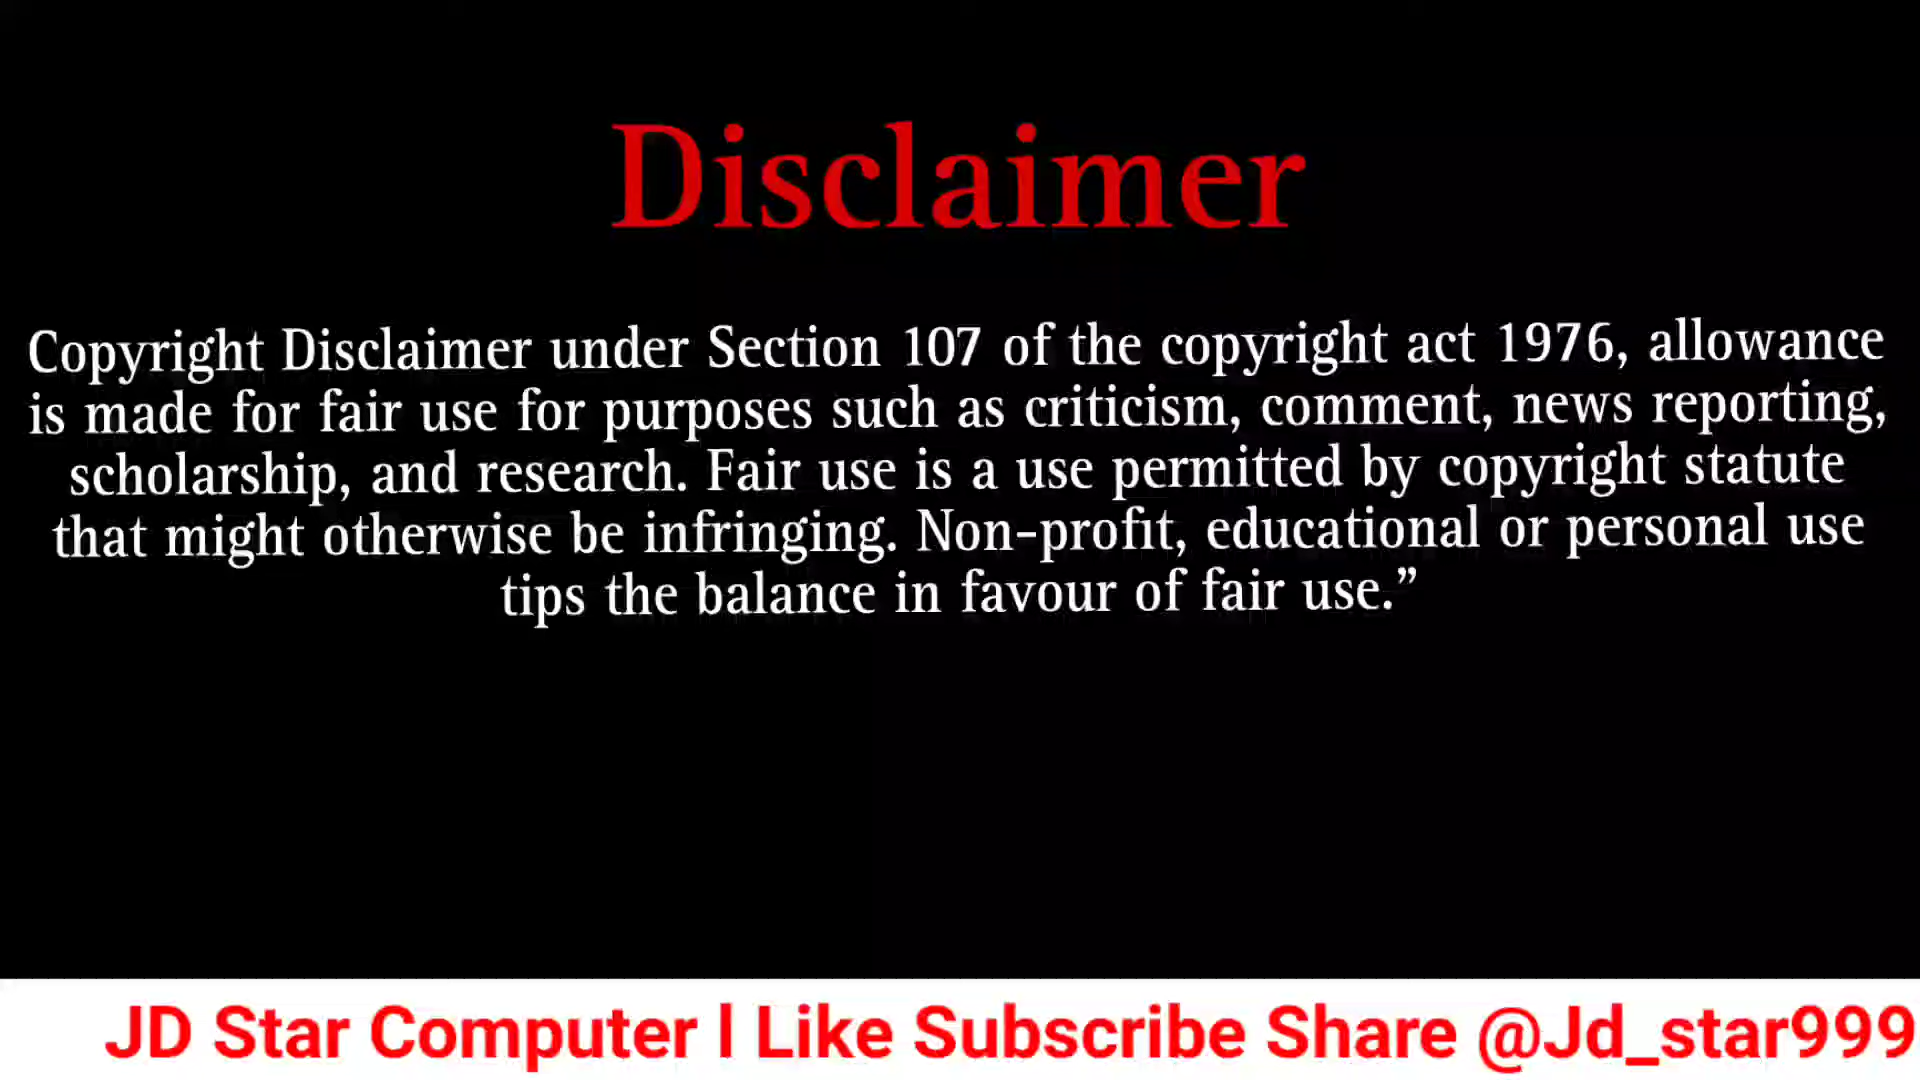 Disclaimer
Copyright Disclaimer under Section 107 of the copyright act 1976, allowance
is made for fair use for purposes such as criticism, comment, news reporting,
scholarship, and research. Fair use is a use permitted by copyright statute
that might otherwise be infringing. Non-profit, educational or personal use
tips the balance in favour of fair use.”
JD Star Computer l Like Subscribe Share @Jd_star999